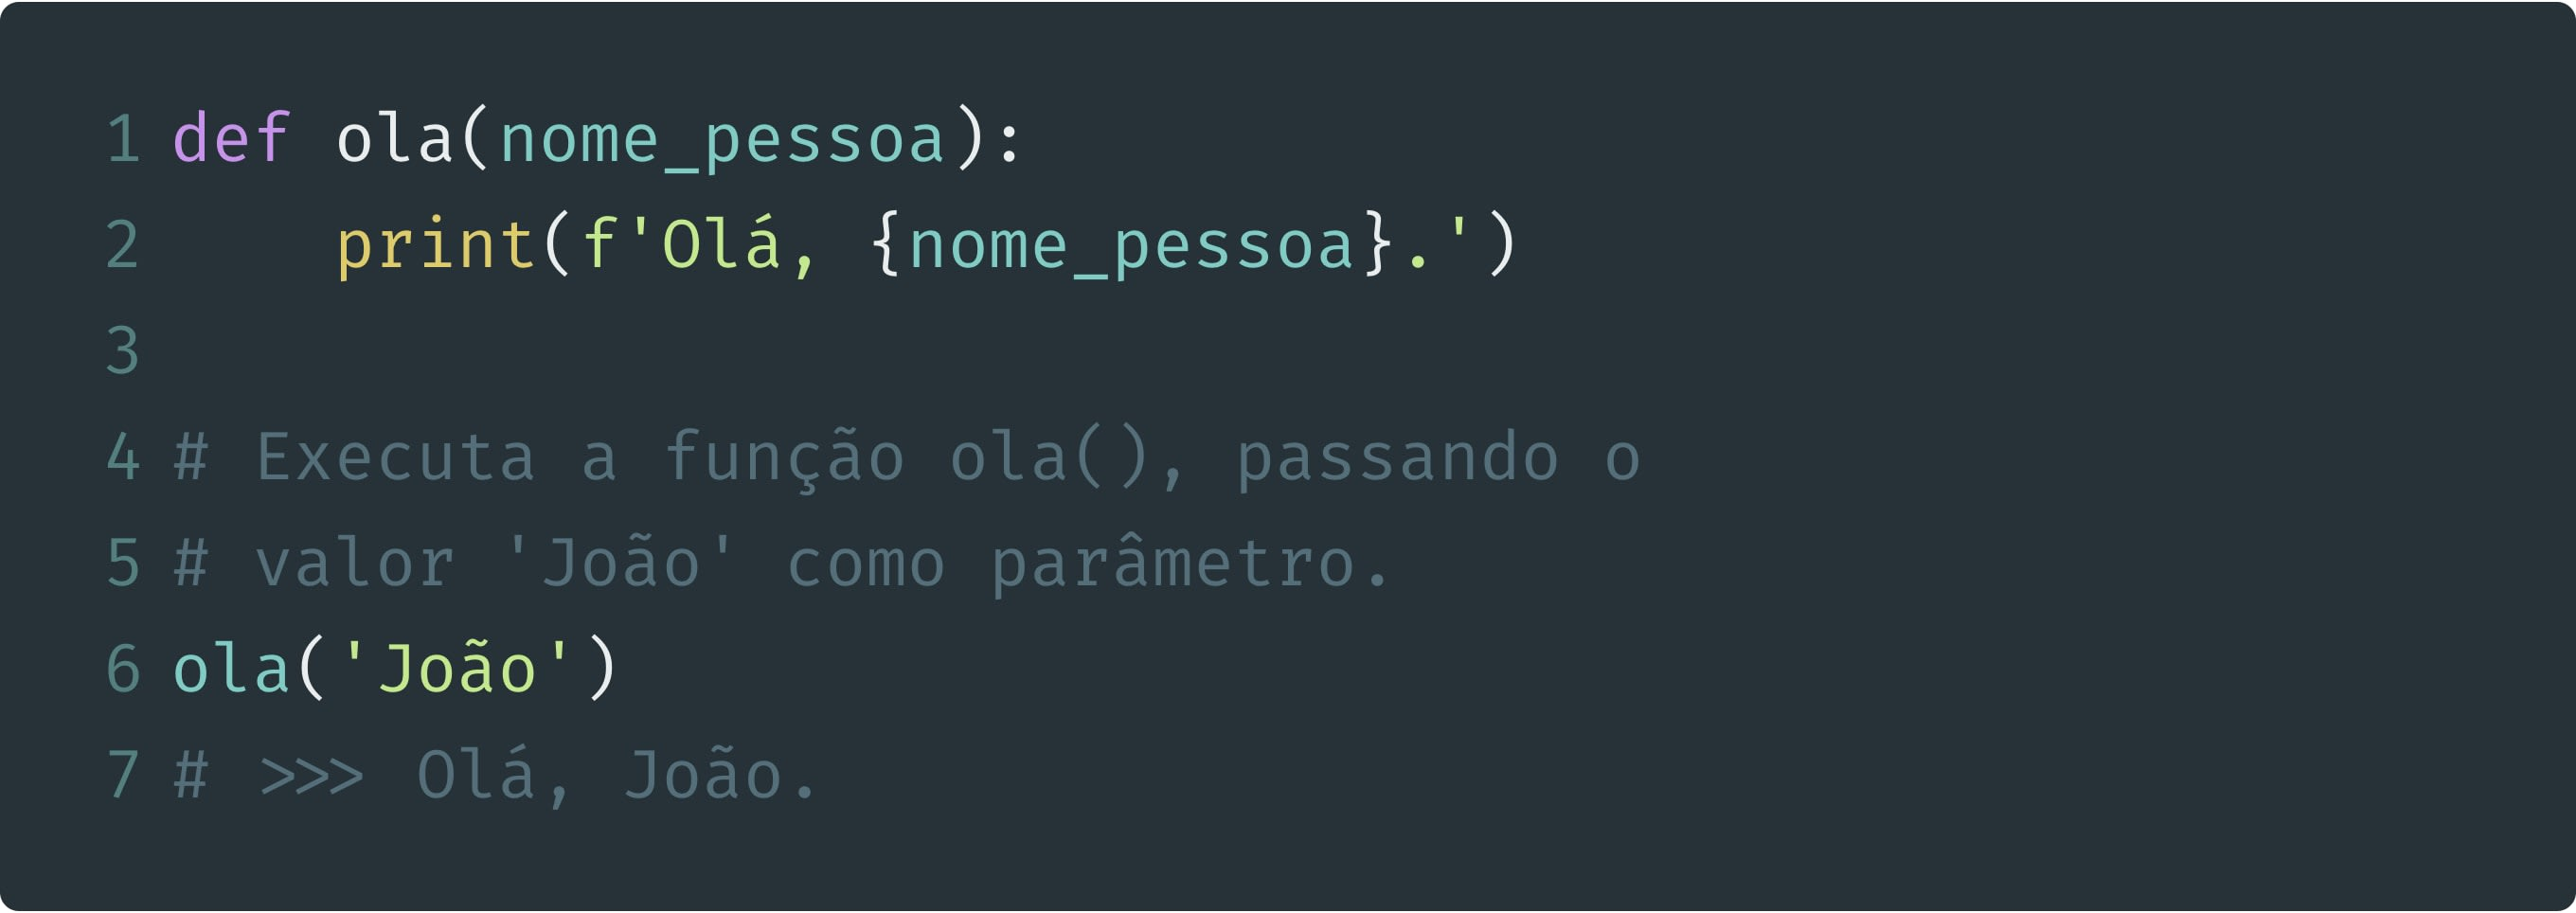 1 def ola(nome_pessoa):
2     print(f'Olá, {nome_pessoa}.')
3
4 # Executa a função ola(), passando o
5 # valor 'João' como parâmetro.
6 ola('João')
7 # >>> Olá, João.